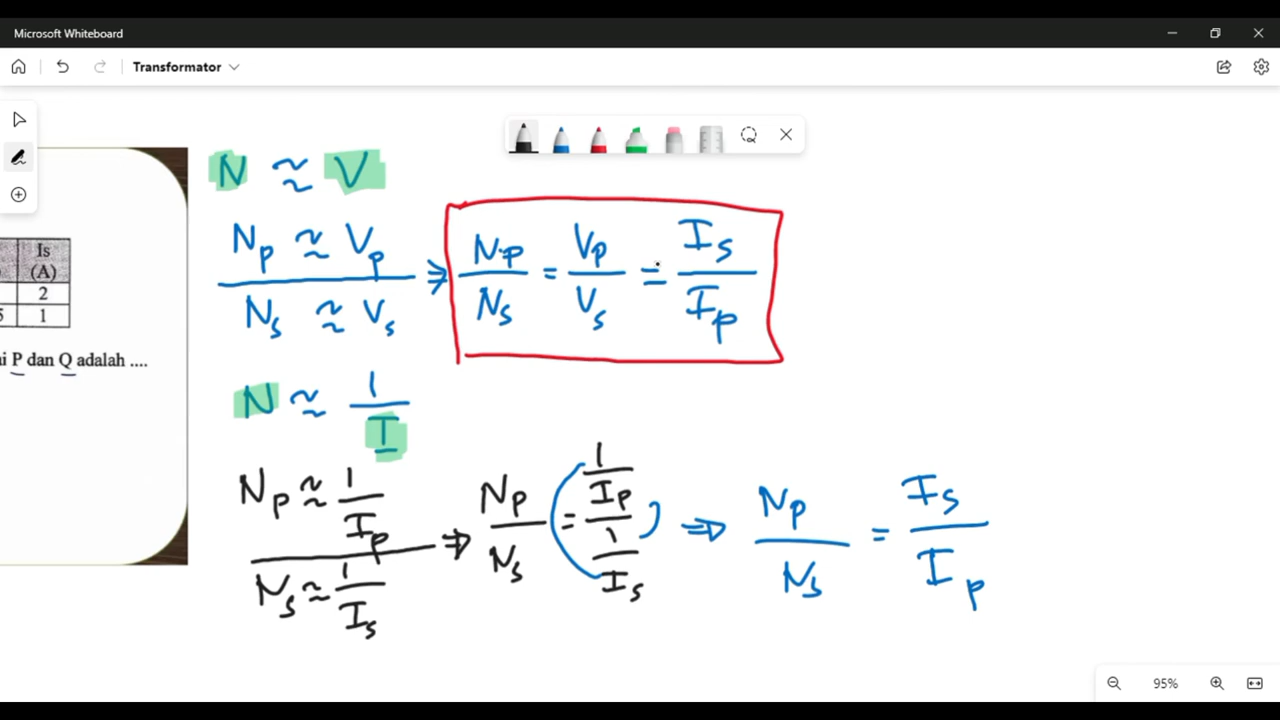 Microsoft Whiteboard
Transformator
Is
(A)
2
1
P dan Q adalah ....
N ≈ V
Np ≈ Vp
Ns ≈ Vs
⇒ Np/Ns = Vp/Vs = Is/Ip
N ≈ 1/I
Np ≈ 1/Ip
Ns ≈ 1/Is
⇒ Np/Ns = (1/Ip)/(1/Is) ⇒ Np/Ns = Is/Ip
95%